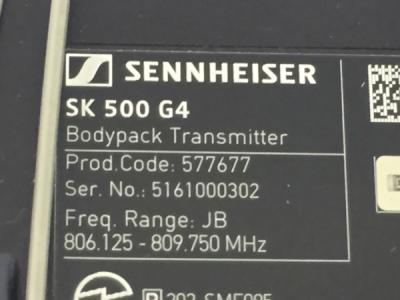 SENNHEISER
SK 500 G4
Bodypack Transmitter
Prod.Code: 577677
Ser. No.: 5161000302
Freq. Range: JB
806.125 - 809.750 MHz
R